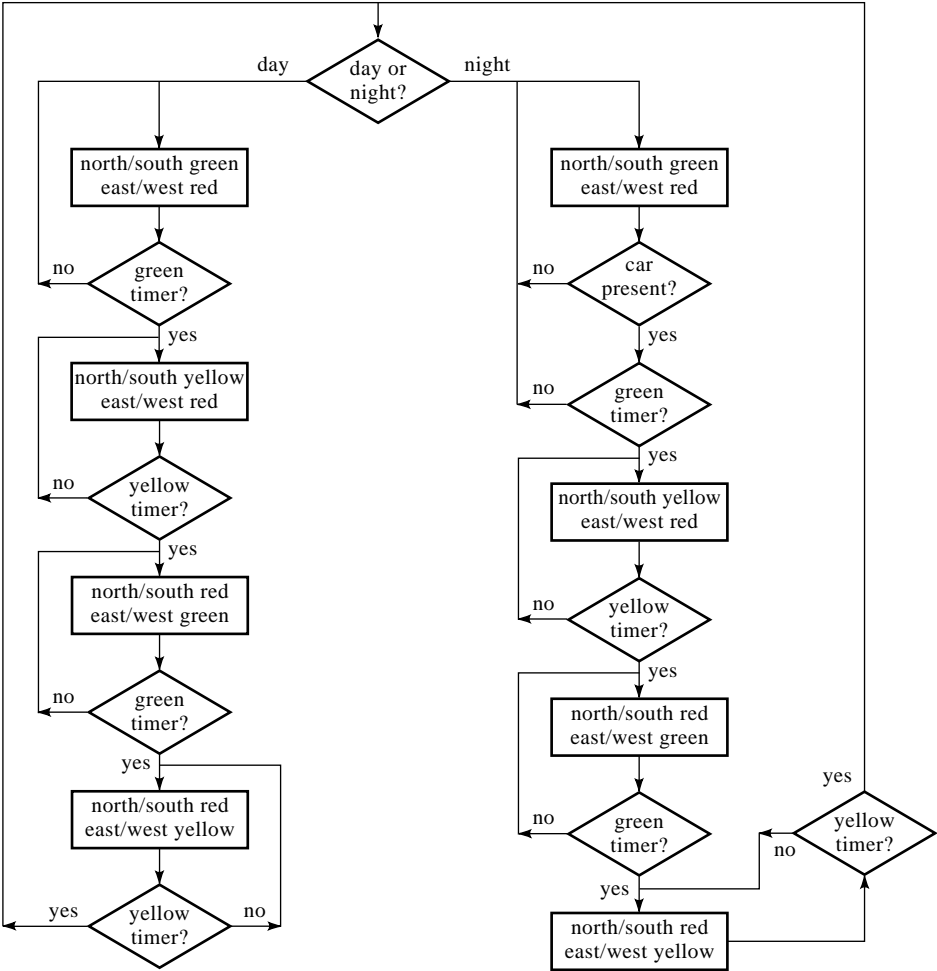 day
day or
night?
night
north/south green
east/west red
no
green
timer?
yes
north/south yellow
east/west red
no
yellow
timer?
yes
north/south red
east/west green
no
green
timer?
yes
north/south red
east/west yellow
yes
yellow
timer?
no
north/south green
east/west red
no
car
present?
yes
no
green
timer?
yes
north/south yellow
east/west red
no
yellow
timer?
yes
north/south red
east/west green
no
green
timer?
yes
north/south red
east/west yellow
yes
yellow
timer?
no